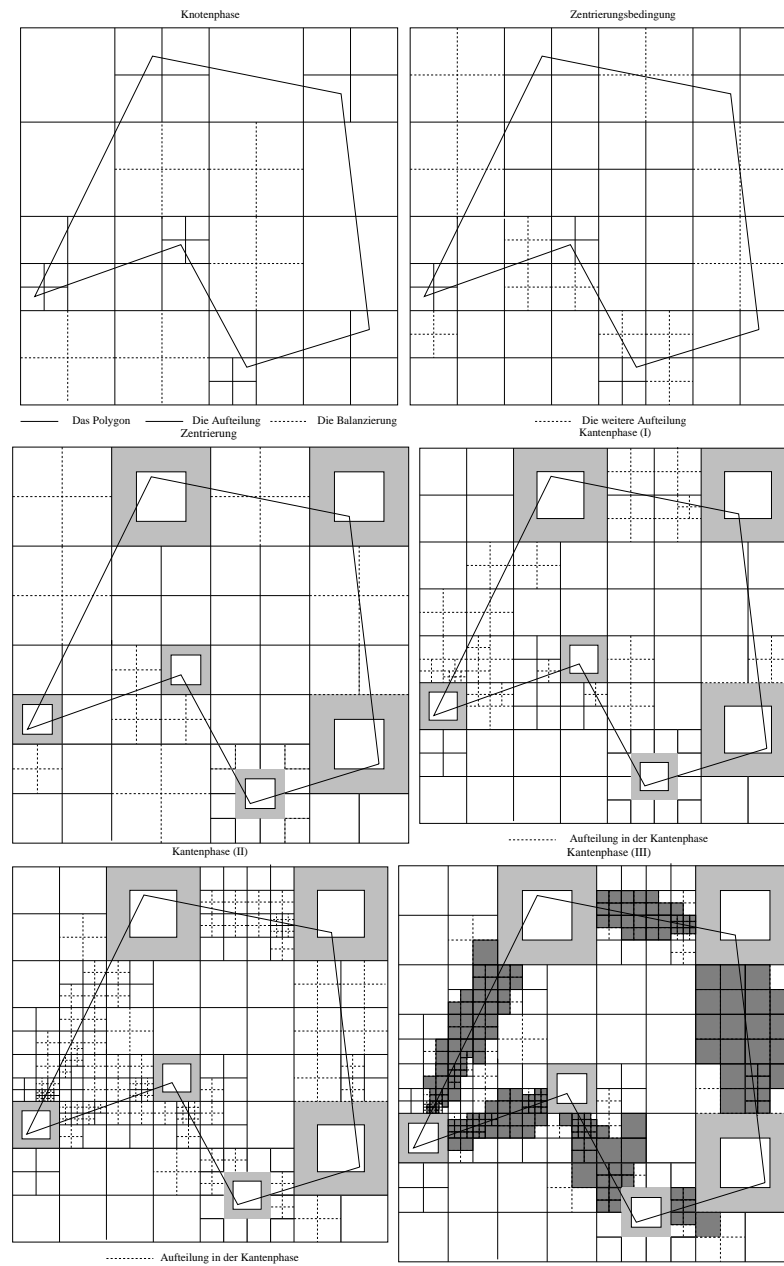 Knotenphase
Zentrierungsbedingung
Das Polygon Die Aufteilung Die Balanzierung
Die weitere Aufteilung
Zentrierung
Kantenphase (I)
Aufteilung in der Kantenphase
Kantenphase (II)
Kantenphase (III)
Aufteilung in der Kantenphase